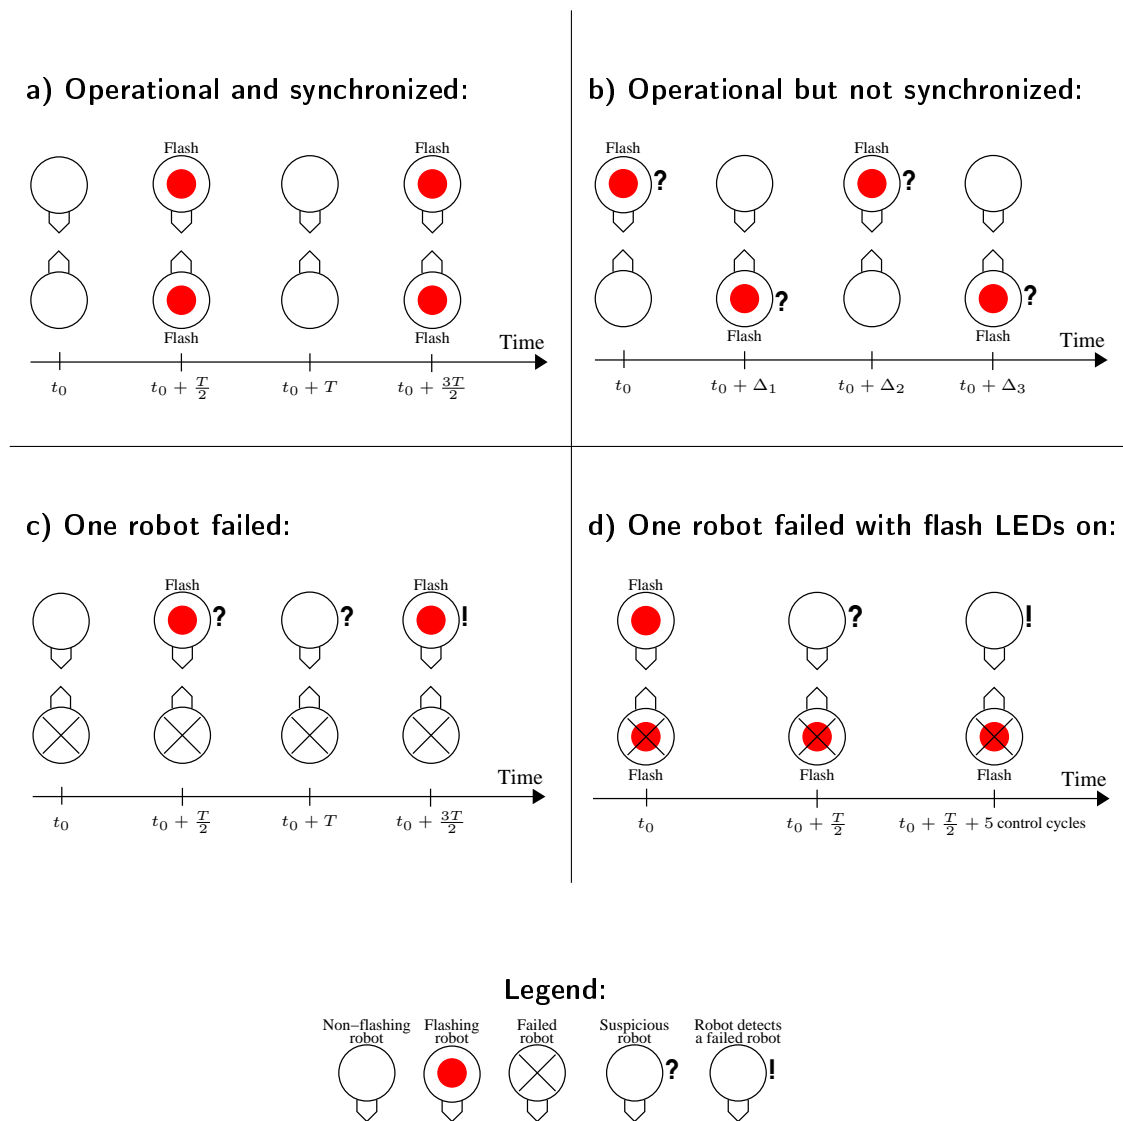 a) Operational and synchronized:
Flash Flash
Flash Flash
Time
t₀ t₀ + T/2 t₀ + T t₀ + 3T/2
b) Operational but not synchronized:
Flash Flash
? ?
? ?
Flash Flash
Time
t₀ t₀ + Δ₁ t₀ + Δ₂ t₀ + Δ₃
c) One robot failed:
Flash Flash
? ? !
Time
t₀ t₀ + T/2 t₀ + T t₀ + 3T/2
d) One robot failed with flash LEDs on:
Flash
? !
Flash Flash Flash
Time
t₀ t₀ + T/2 t₀ + T/2 + 5 control cycles
Legend:
Non–flashing robot
Flashing robot
Failed robot
Suspicious robot
?
Robot detects a failed robot
!